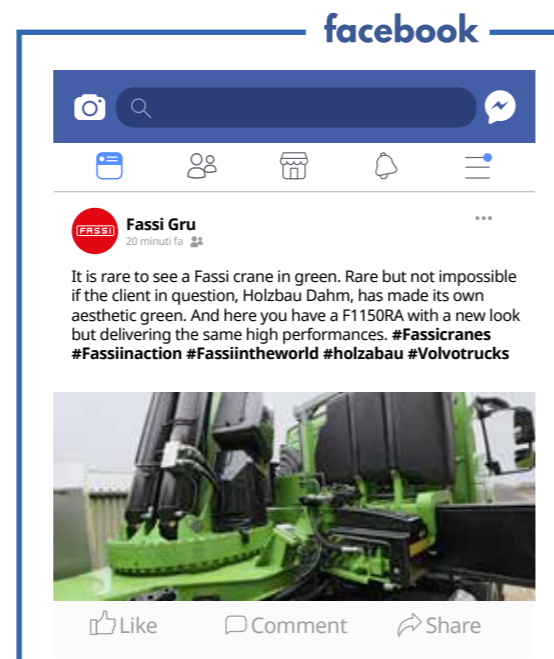 facebook
Fassi Gru
FASSI
20 minuti fa
It is rare to see a Fassi crane in green. Rare but not impossible
if the client in question, Holzbau Dahm, has made its own
aesthetic green. And here you have a F1150RA with a new look
but delivering the same high performances. #Fassicranes
#Fassiinaction #Fassiintheworld #holzabau #Volvotrucks
Like Comment Share